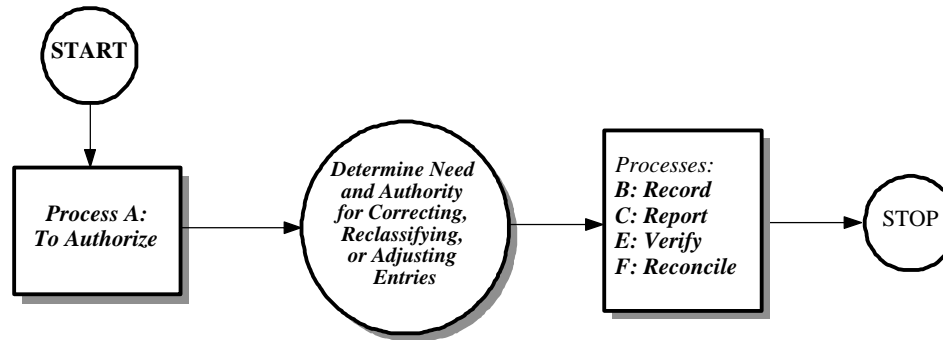 START
Process A:
To Authorize
Determine Need
and Authority
for Correcting,
Reclassifying,
or Adjusting
Entries
Processes:
B: Record
C: Report
E: Verify
F: Reconcile
STOP